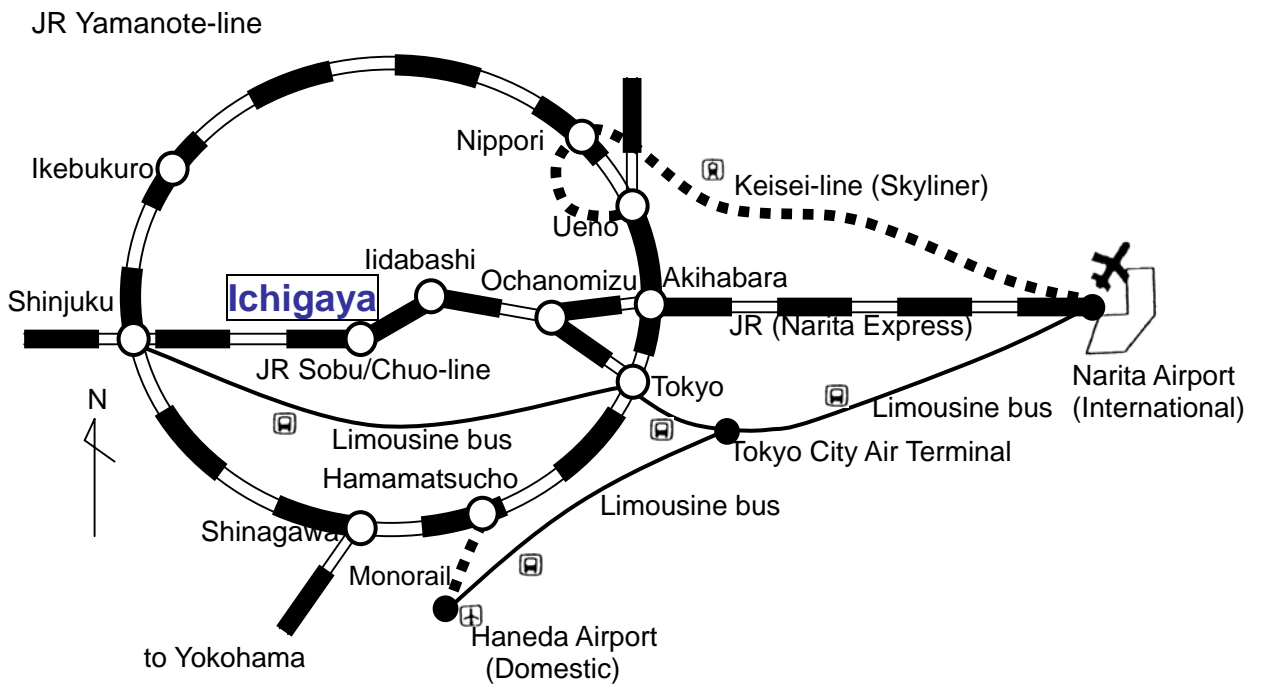 JR Yamanote-line
Nippori
Ikebukuro
Keisei-line (Skyliner)
Ueno
Iidabashi
Ochanomizu
Akihabara
Ichigaya
Shinjuku
JR (Narita Express)
JR Sobu/Chuo-line
Tokyo
Narita Airport
(International)
N
Limousine bus
Limousine bus
Tokyo City Air Terminal
Hamamatsucho
Limousine bus
Shinagawa
Monorail
Haneda Airport
(Domestic)
to Yokohama